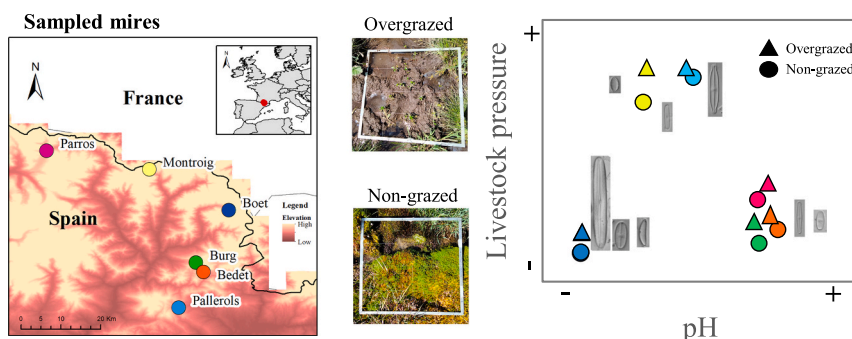 Sampled mires
N
N
France
Parros
Montroig
Spain
Boet
Legend
Elevation
High
Low
Burg
Bedet
Pallerols
0 5 10 20 Km
Overgrazed
Non-grazed
+
Livestock pressure
-
Overgrazed
Non-grazed
-
+
pH